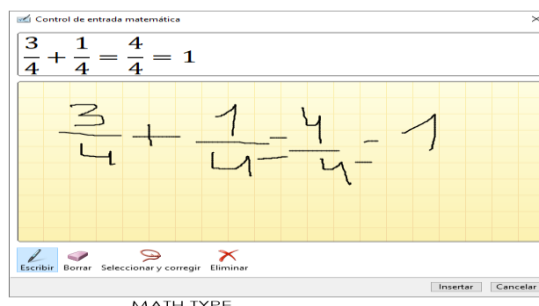 Control de entrada matemática
3/4 + 1/4 = 4/4 = 1
3/4 + 1/4 = 4/4 = 1
Escribir Borrar Seleccionar y corregir Eliminar
Insertar Cancelar
MATH TYPE